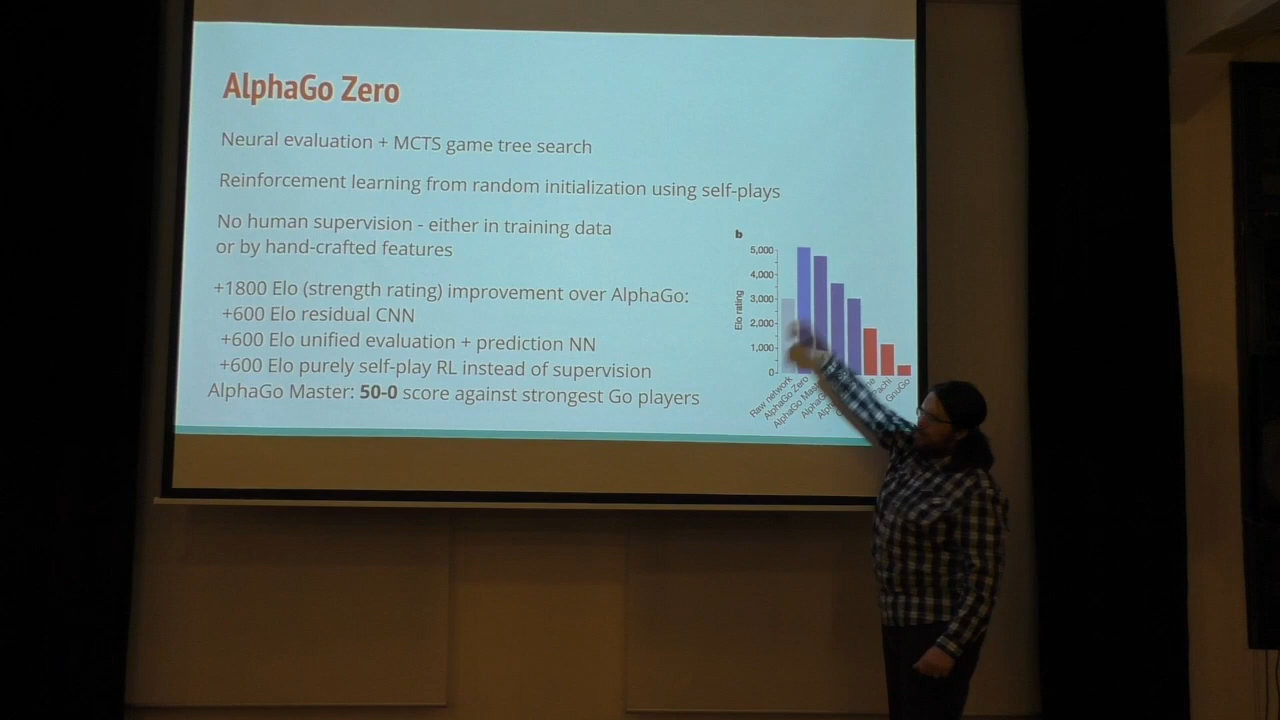 AlphaGo Zero
Neural evaluation + MCTS game tree search
Reinforcement learning from random initialization using self-plays
No human supervision - either in training data
or by hand-crafted features
+1800 Elo (strength rating) improvement over AlphaGo:
+600 Elo residual CNN
+600 Elo unified evaluation + prediction NN
+600 Elo purely self-play RL instead of supervision
AlphaGo Master: 50-0 score against strongest Go players
b
5,000
4,000
3,000
2,000
1,000
0
Elo rating
Raw network
AlphaGo Zero
AlphaGo
GnuGo